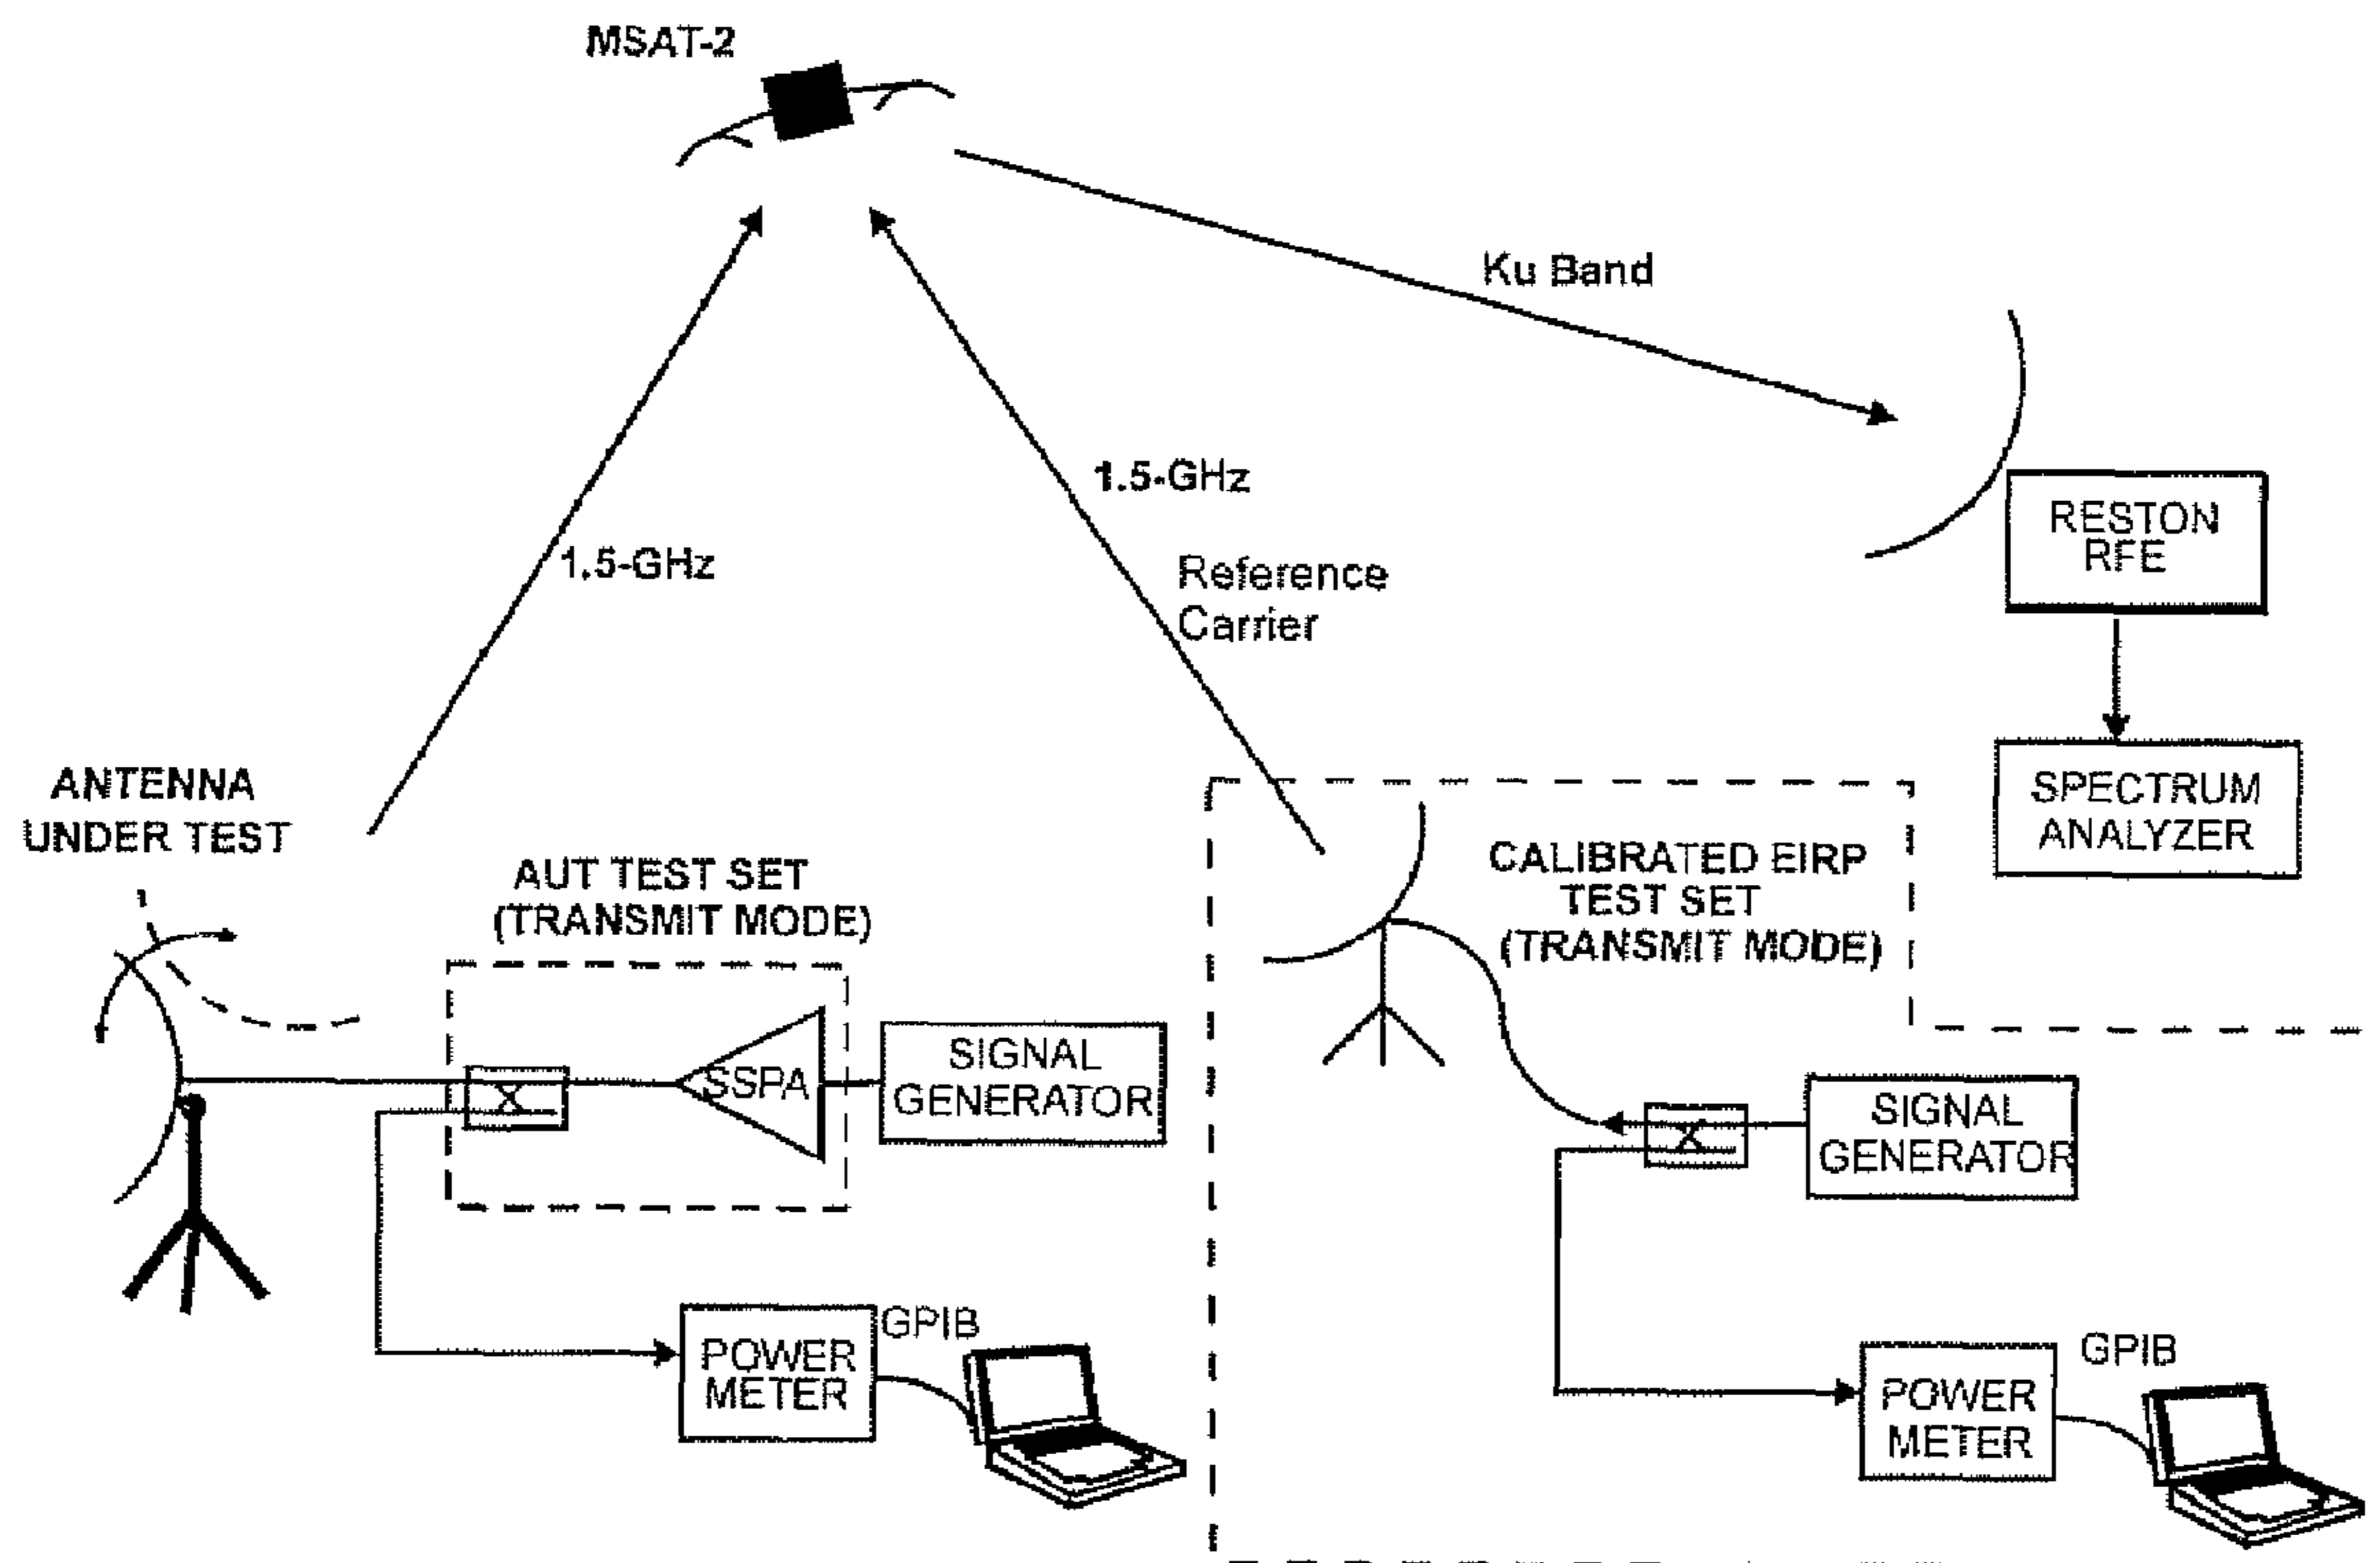 MSAT-2
Ku Band
1.5-GHz
1.5-GHz
Reference
Carrier
RESTON
RFE
SPECTRUM
ANALYZER
ANTENNA
UNDER TEST
AUT TEST SET
(TRANSMIT MODE)
CALIBRATED EIRP
TEST SET
(TRANSMIT MODE)
X
SSPA
SIGNAL
GENERATOR
X
SIGNAL
GENERATOR
POWER
METER
GPIB
POWER
METER
GPIB